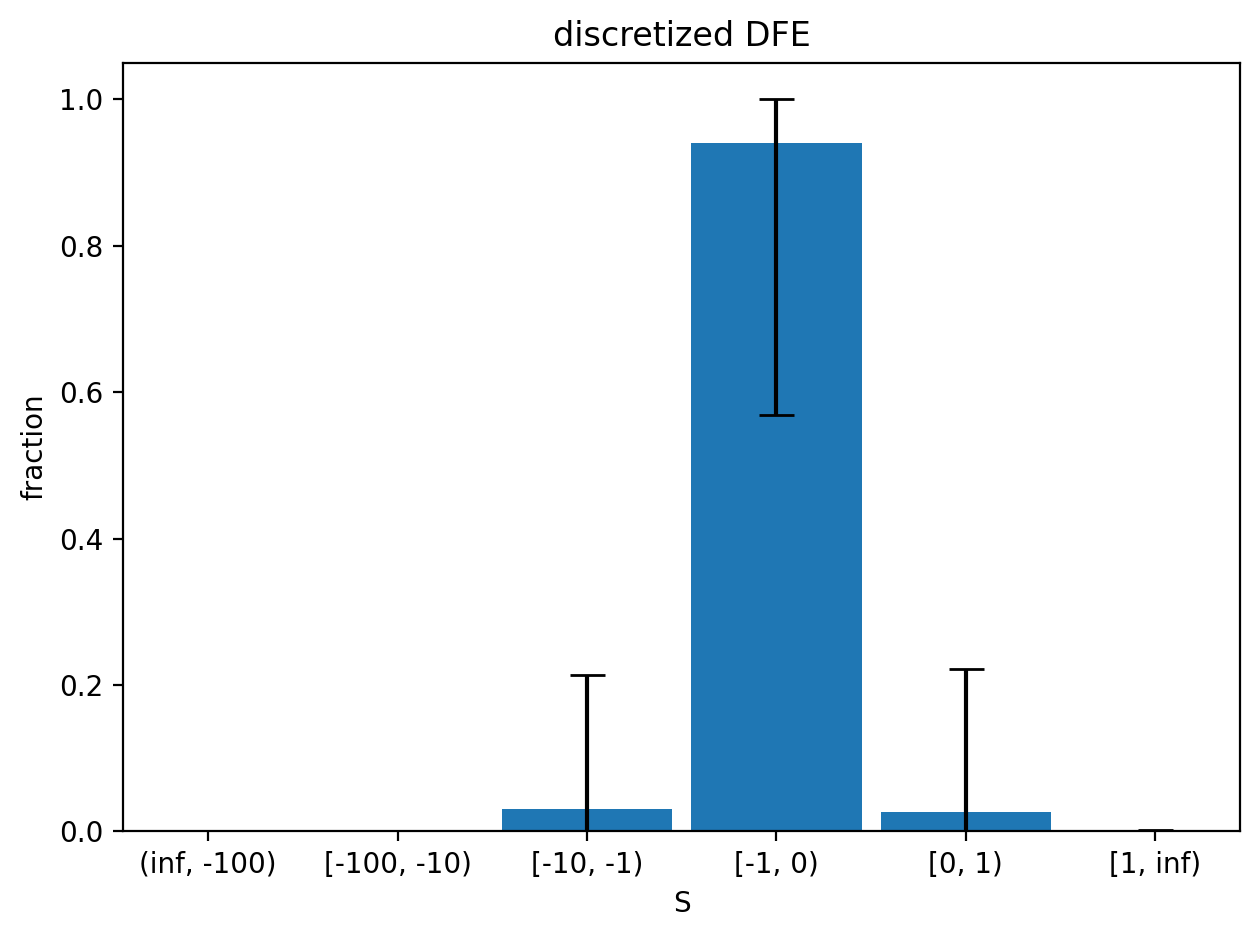 discretized DFE
fraction
1.0
0.8
0.6
0.4
0.2
0.0
(inf, -100) [-100, -10) [-10, -1) [-1, 0) [0, 1) [1, inf)
S